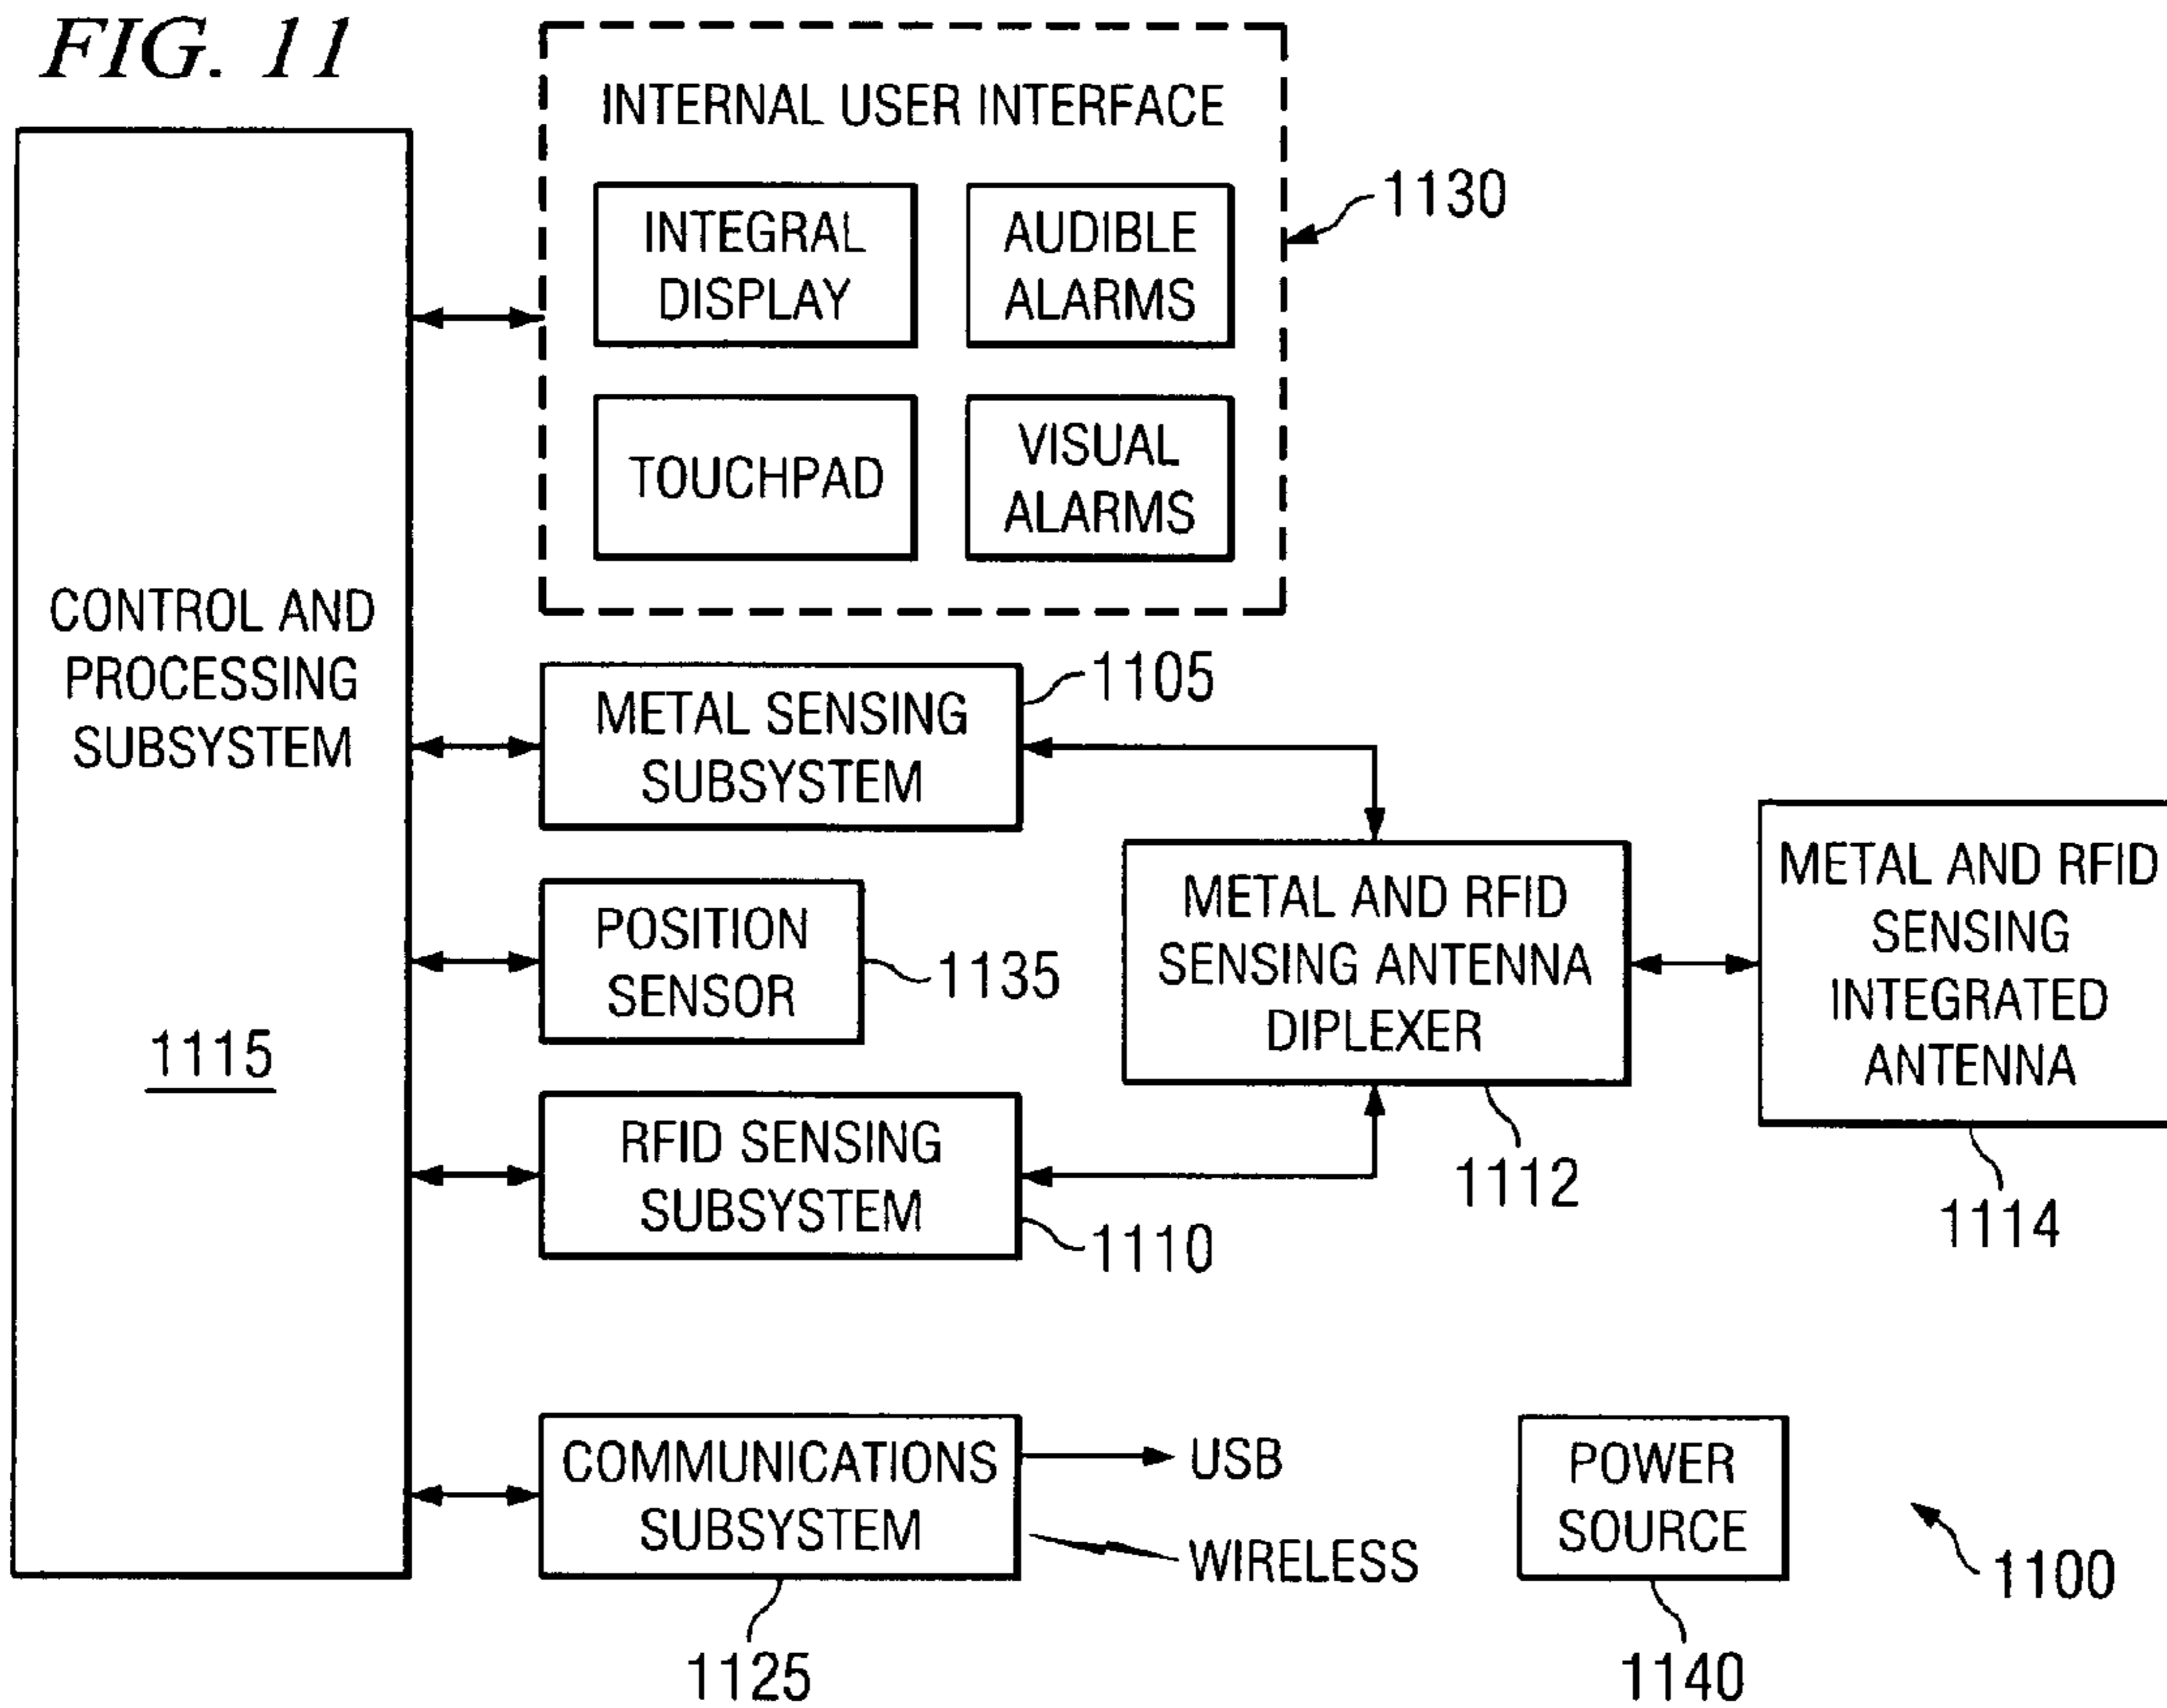 FIG. 11
INTERNAL USER INTERFACE
INTEGRAL
DISPLAY
AUDIBLE
ALARMS
1130
TOUCHPAD
VISUAL
ALARMS
CONTROL AND
PROCESSING
SUBSYSTEM
1115
METAL SENSING
SUBSYSTEM
1105
POSITION
SENSOR
1135
METAL AND RFID
SENSING ANTENNA
DIPLEXER
1112
METAL AND RFID
SENSING
INTEGRATED
ANTENNA
1114
RFID SENSING
SUBSYSTEM
1110
COMMUNICATIONS
SUBSYSTEM
USB
WIRELESS
1125
POWER
SOURCE
1140
1100